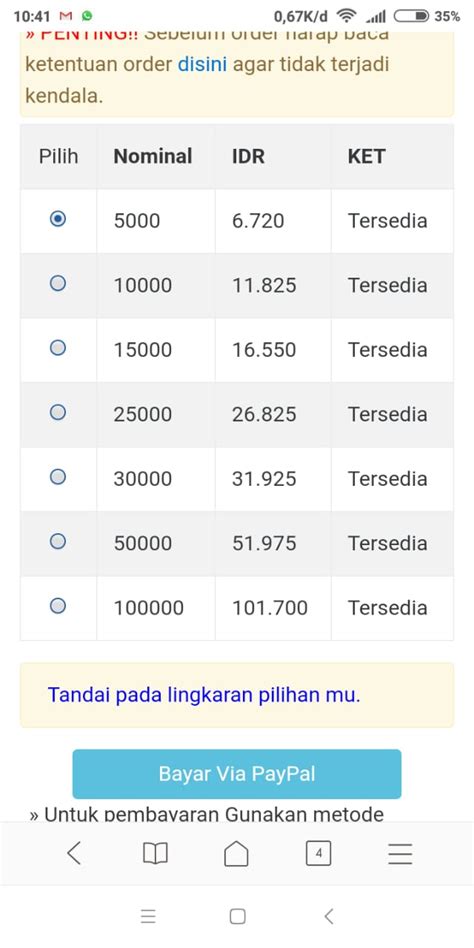 10:41 0,67K/d 35%
» PENTING!! Sebelum order harap baca
ketentuan order disini agar tidak terjadi
kendala.
Pilih Nominal IDR KET
5000 6.720 Tersedia
10000 11.825 Tersedia
15000 16.550 Tersedia
25000 26.825 Tersedia
30000 31.925 Tersedia
50000 51.975 Tersedia
100000 101.700 Tersedia
Tandai pada lingkaran pilihan mu.
Bayar Via PayPal
» Untuk pembayaran Gunakan metode
4